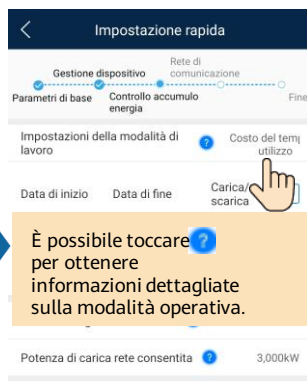 Impostazione rapida
Rete di
Gestione dispositivo comunicazione
Parametri di base Controllo accumulo Fine
energia
Impostazioni della modalità di Costo del
lavoro utilizzo
Data di inizio Data di fine Carica/
scarica
È possibile toccare ?
per ottenere
informazioni dettagliate
sulla modalità operativa.
Potenza di carica rete consentita ? 3,000kW